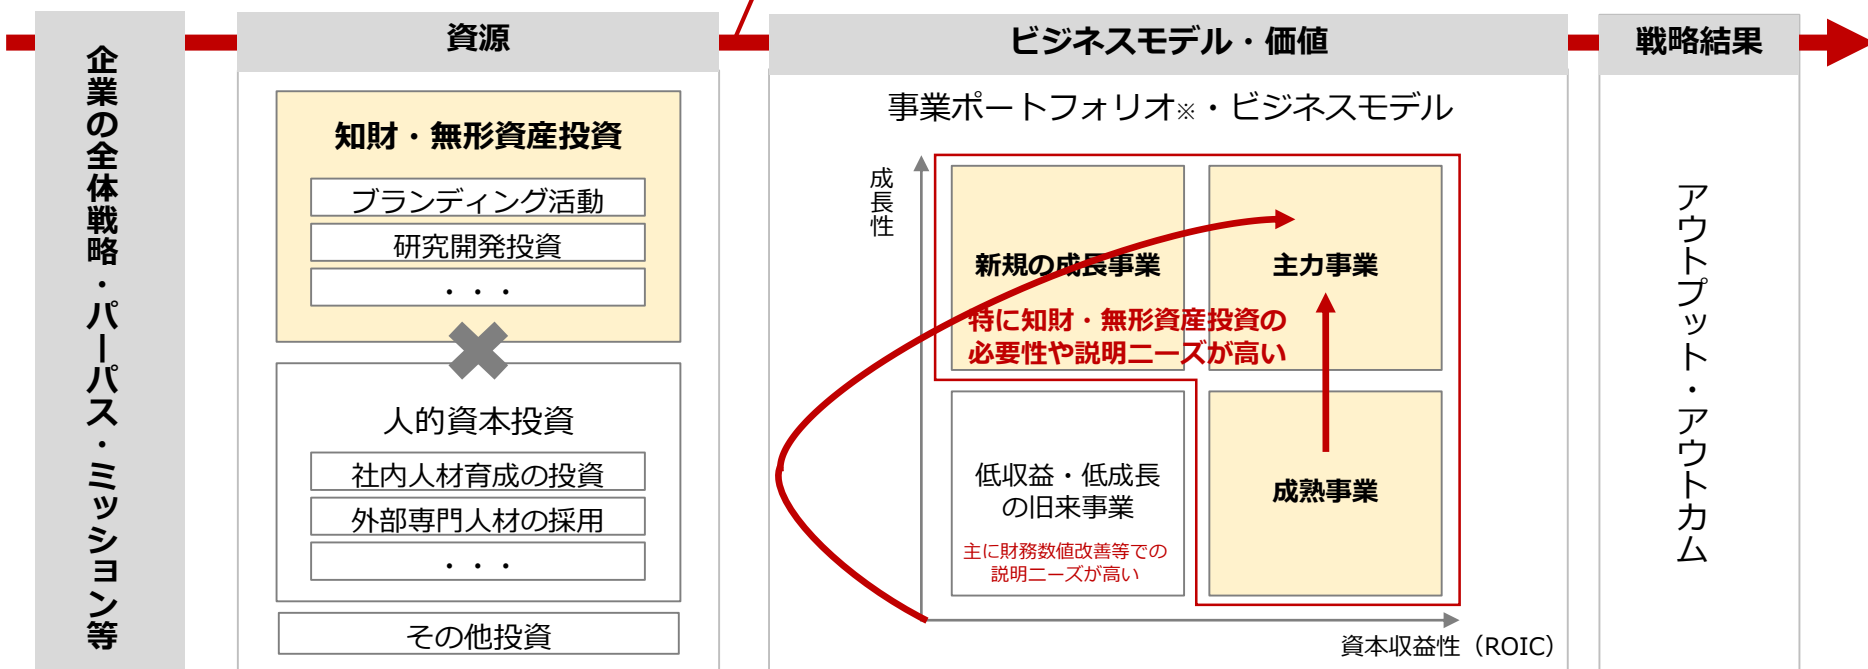 企業の全体戦略・パーパス・ミッション等
資源
知財・無形資産投資
ブランディング活動
研究開発投資
・・・
人的資本投資
社内人材育成の投資
外部専門人材の採用
・・・
その他投資
ビジネスモデル・価値
事業ポートフォリオ※・ビジネスモデル
成長性
新規の成長事業
主力事業
特に知財・無形資産投資の
必要性や説明ニーズが高い
低収益・低成長
の旧来事業
主に財務数値改善等での
説明ニーズが高い
成熟事業
資本収益性（ROIC）
戦略結果
アウトプット・アウトカム